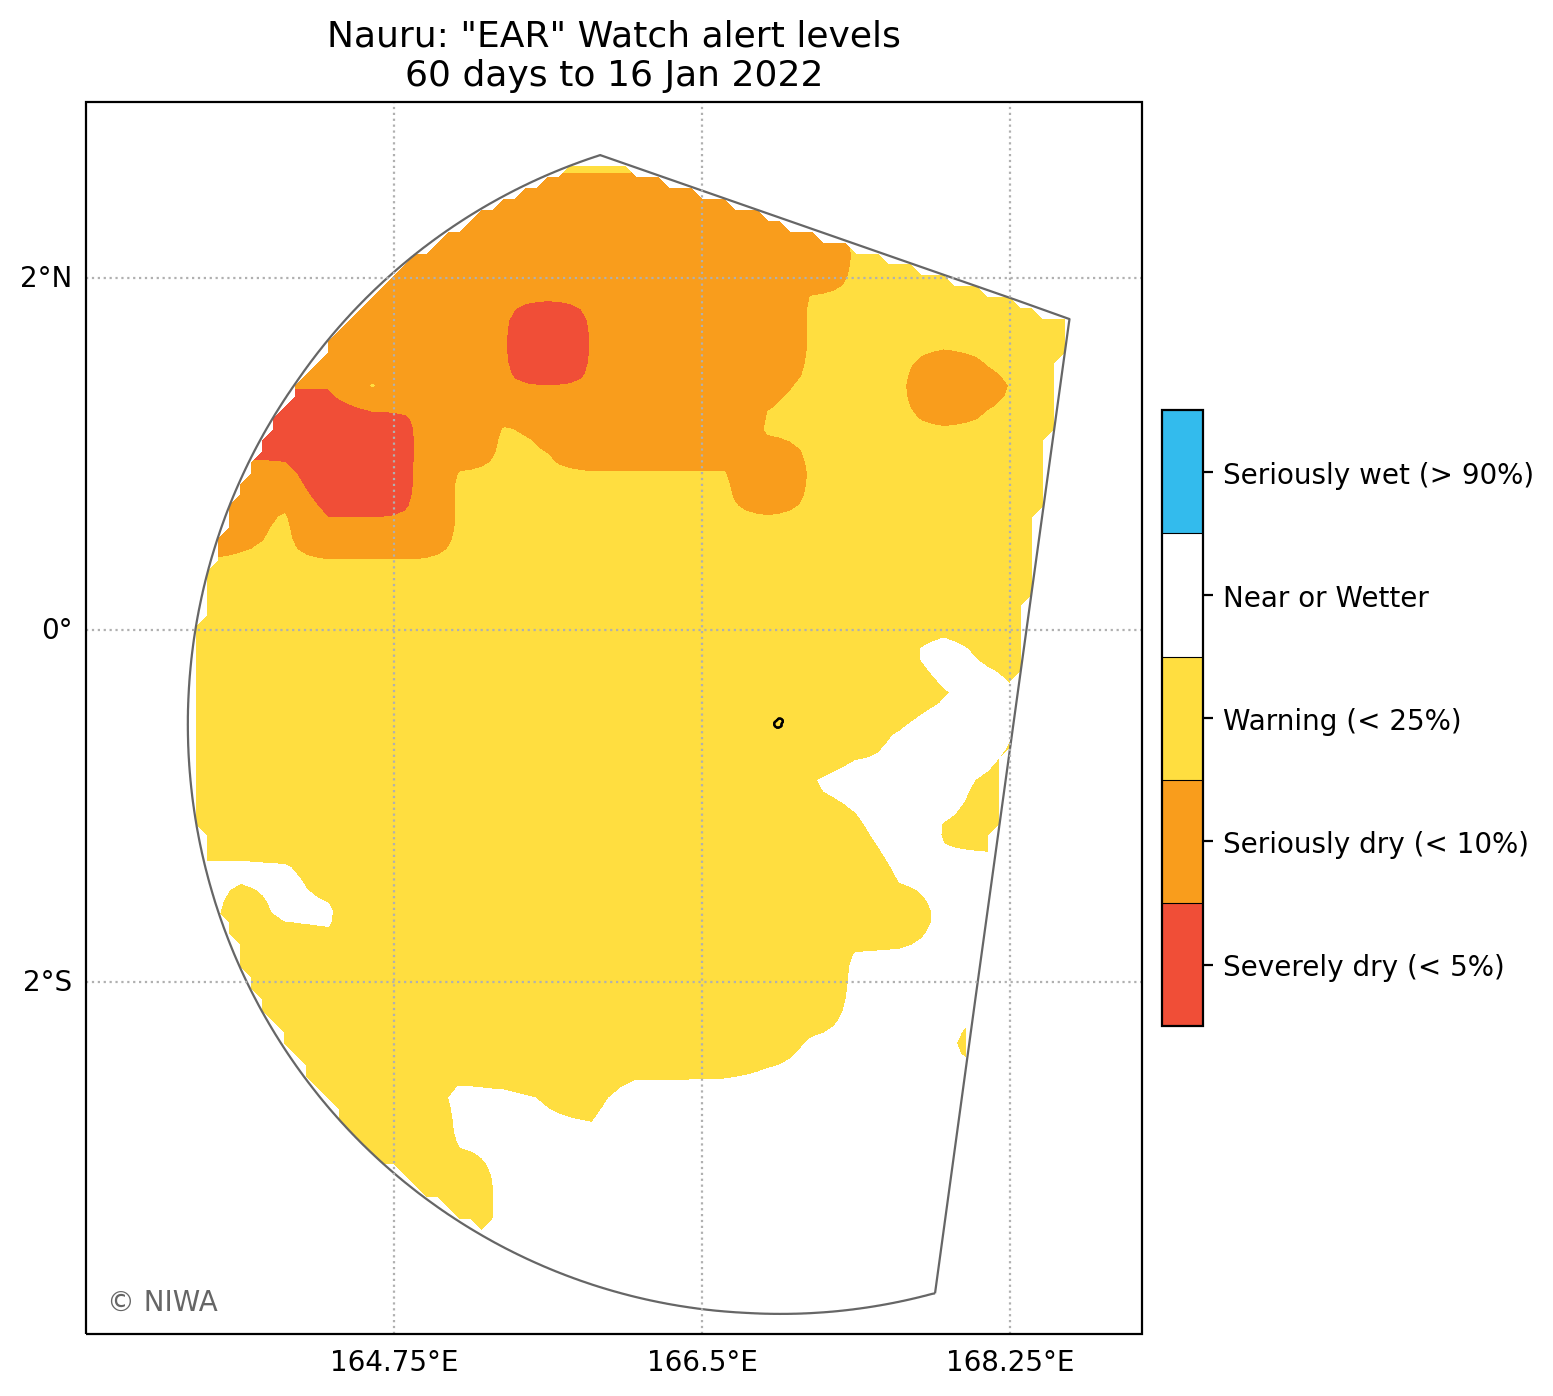 Nauru: "EAR" Watch alert levels
60 days to 16 Jan 2022
2°N
0°
2°S
164.75°E
166.5°E
168.25°E
Seriously wet (> 90%)
Near or Wetter
Warning (< 25%)
Seriously dry (< 10%)
Severely dry (< 5%)
© NIWA